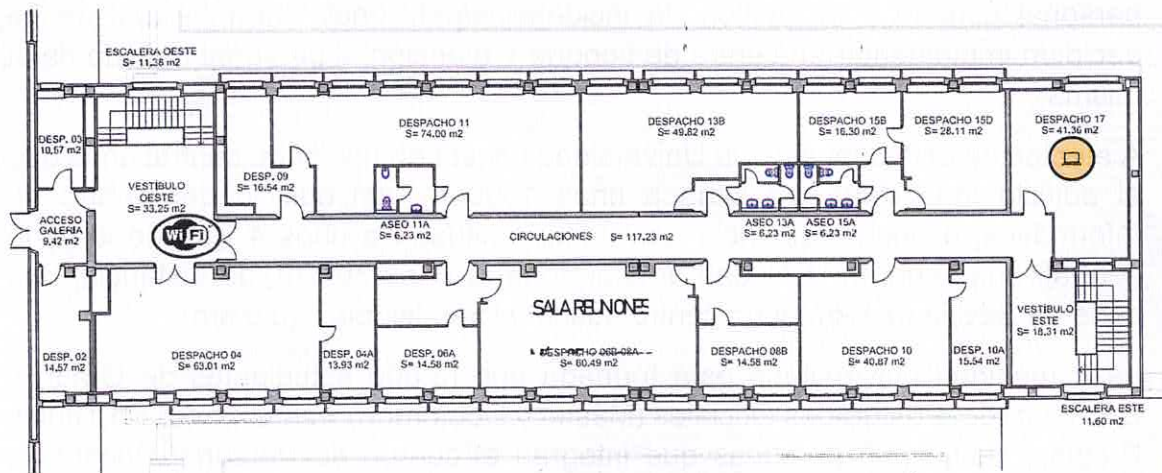 ESCALERA OESTE
S= 11,38 m2
DESP. 03
10,57 m2
VESTÍBULO
OESTE
S= 33,25 m2
ACCESO
GALERÍA
9,42 m2
WiFi
DESP. 09
S= 16.54 m2
DESPACHO 11
S= 74.00 m2
ASEO 11A
S=6.23 m2
DESPACHO 13B
S= 49,82 m2
DESPACHO 15B
S= 16.30 m2
DESPACHO 15D
S= 28.11 m2
DESPACHO 17
S= 41,36 m2
ASEO 13A
S=6,23 m2
ASEO 15A
S=6,23 m2
CIRCULACIONES S= 117.23 m2
DESP. 02
14,57 m2
DESPACHO 04
S= 63.01 m2
DESP. 04A
13.93 m2
DESP. 06A
S= 14.58 m2
SALA REUNIONES
DESPACHO 06B-08A
S= 60.49 m2
DESPACHO 08B
S= 14.58 m2
DESPACHO 10
S= 40.87 m2
DESP. 10A
15.54 m2
VESTÍBULO
ESTE
S= 18.31 m2
ESCALERA ESTE
11.60 m2